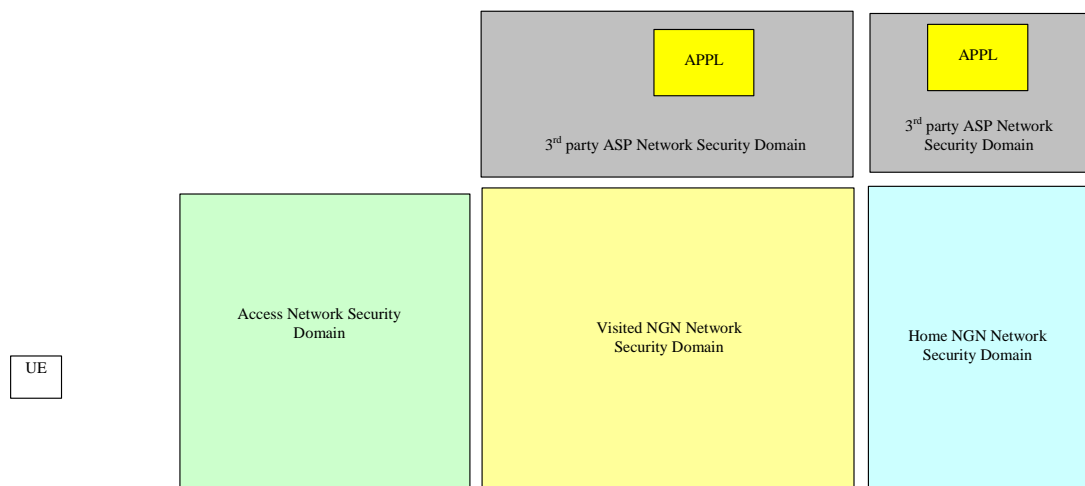 APPL
3rd party ASP Network Security Domain
APPL
3rd party ASP Network
Security Domain
Access Network Security
Domain
Visited NGN Network
Security Domain
Home NGN Network
Security Domain
UE